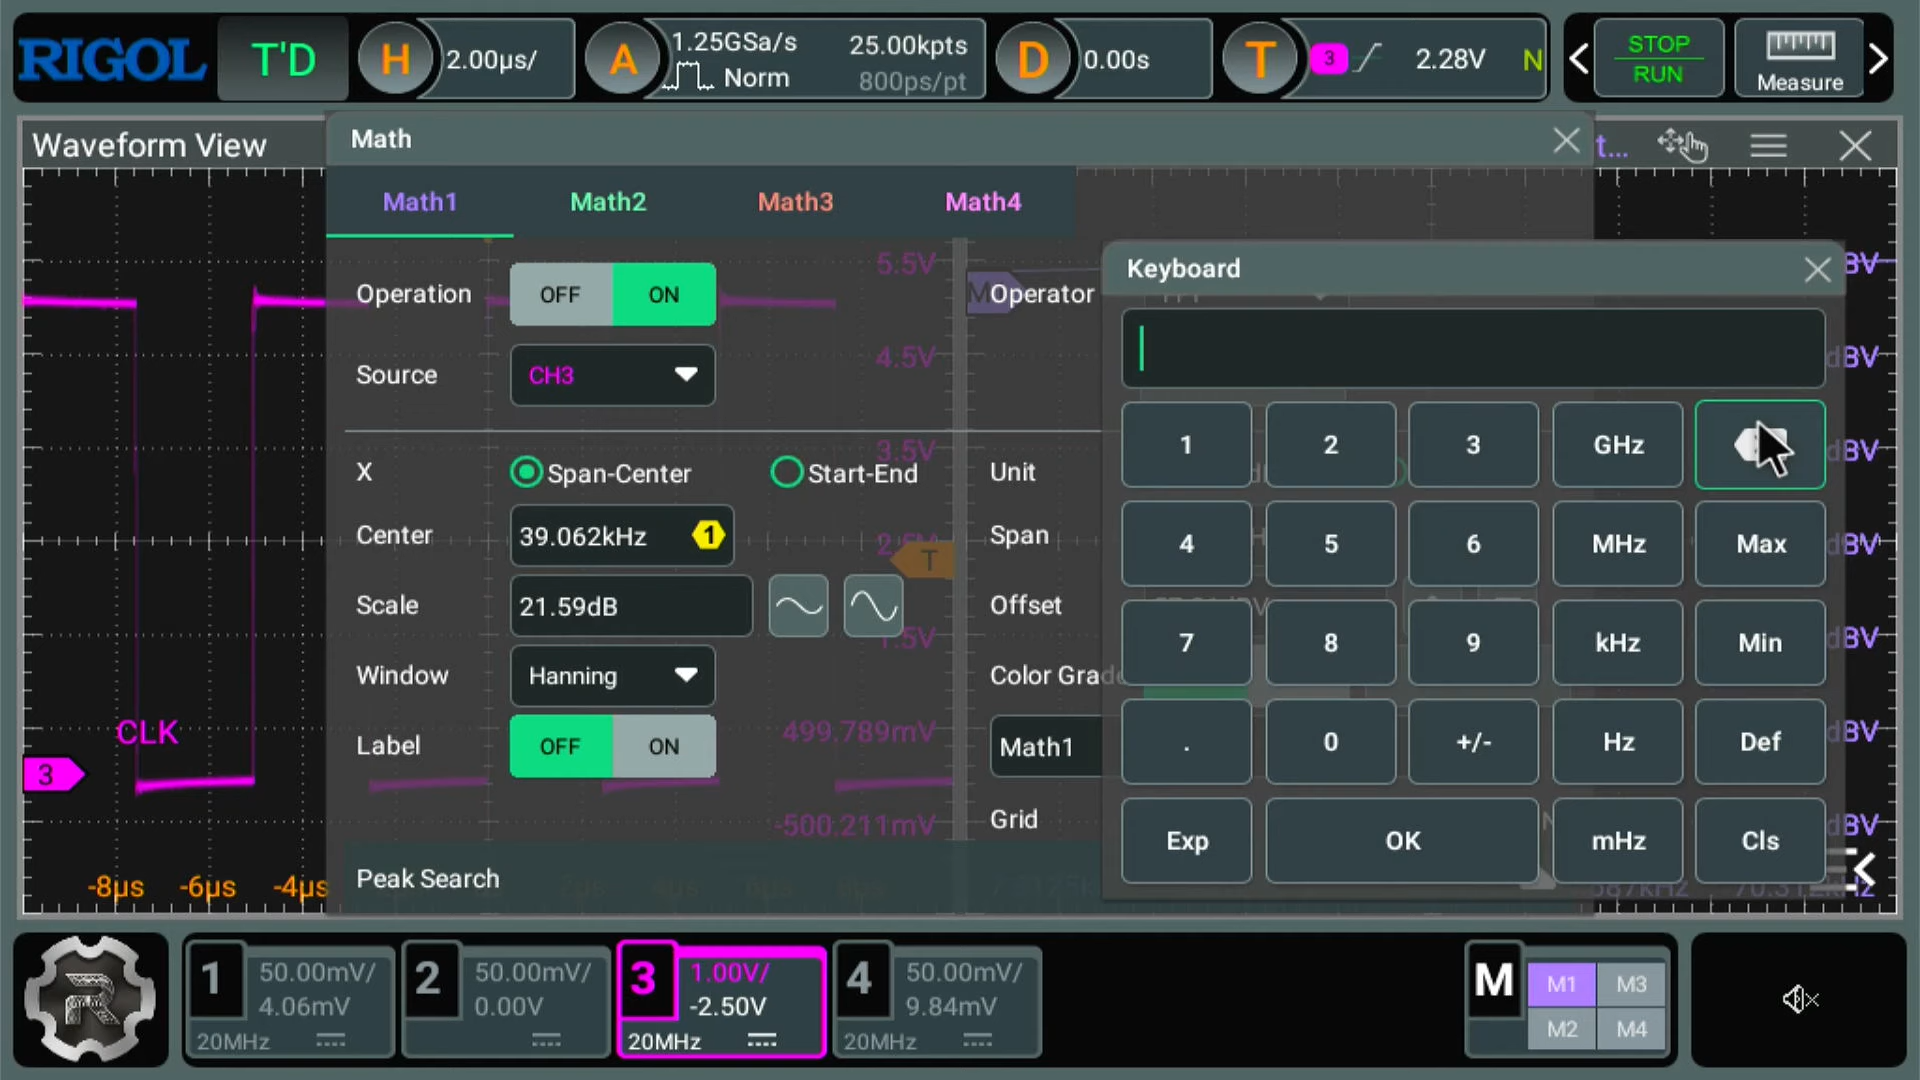 RIGOL
T'D
H
2.00μs/
A
1.25GSa/s
25.00kpts
Norm
800ps/pt
D
0.00s
T
3
2.28V
N
STOP
RUN
Measure
Waveform View
Math
t...
Math1
Math2
Math3
Math4
5.5V
Operation
OFF
ON
Operator
Keyboard
4.5V
Source
CH3
3.5V
X
Span-Center
Start-End
Unit
1
2
3
GHz
Center
39.062kHz
1
T
Span
4
5
6
MHz
Max
Scale
21.59dB
Offset
1.5V
7
8
9
kHz
Min
Window
Hanning
Color Grade
CLK
499.789mV
Label
OFF
ON
Math1
.
0
+/-
Hz
Def
3
-500.211mV
Grid
Exp
OK
mHz
Cls
-8μs
-6μs
-4μs
Peak Search
1
50.00mV/
4.06mV
20MHz
2
50.00mV/
0.00V
3
1.00V/
-2.50V
20MHz
4
50.00mV/
9.84mV
20MHz
M
M1
M3
M2
M4